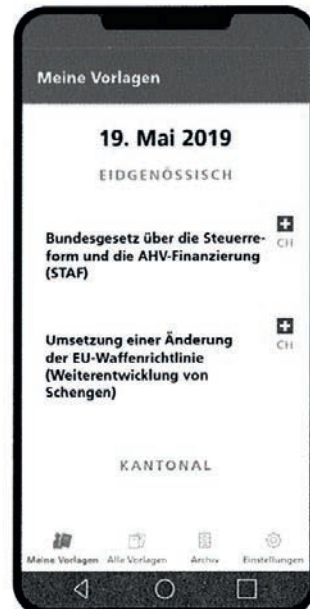 Meine Vorlagen
19. Mai 2019
EIDGENÖSSISCH
CH
Bundesgesetz über die Steuerre-
form und die AHV-Finanzierung
(STAF)
CH
Umsetzung einer Änderung
der EU-Waffenrichtlinie
(Weiterentwicklung von
Schengen)
KANTONAL
Meine Vorlagen Alle Vorlagen Archiv Einstellungen